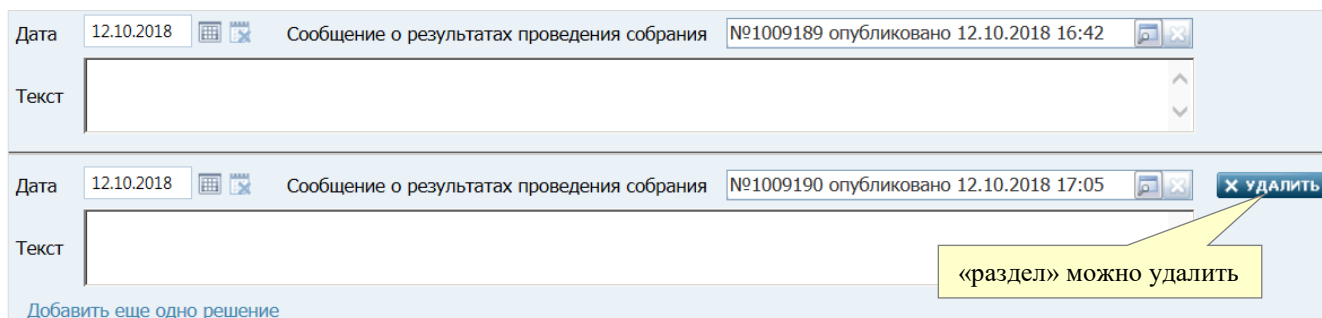 Дата 12.10.2018 Сообщение о результатах проведения собрания №1009189 опубликовано 12.10.2018 16:42
Текст
Дата 12.10.2018 Сообщение о результатах проведения собрания №1009190 опубликовано 12.10.2018 17:05 УДАЛИТЬ
Текст
«раздел» можно удалить
Добавить еще одно решение